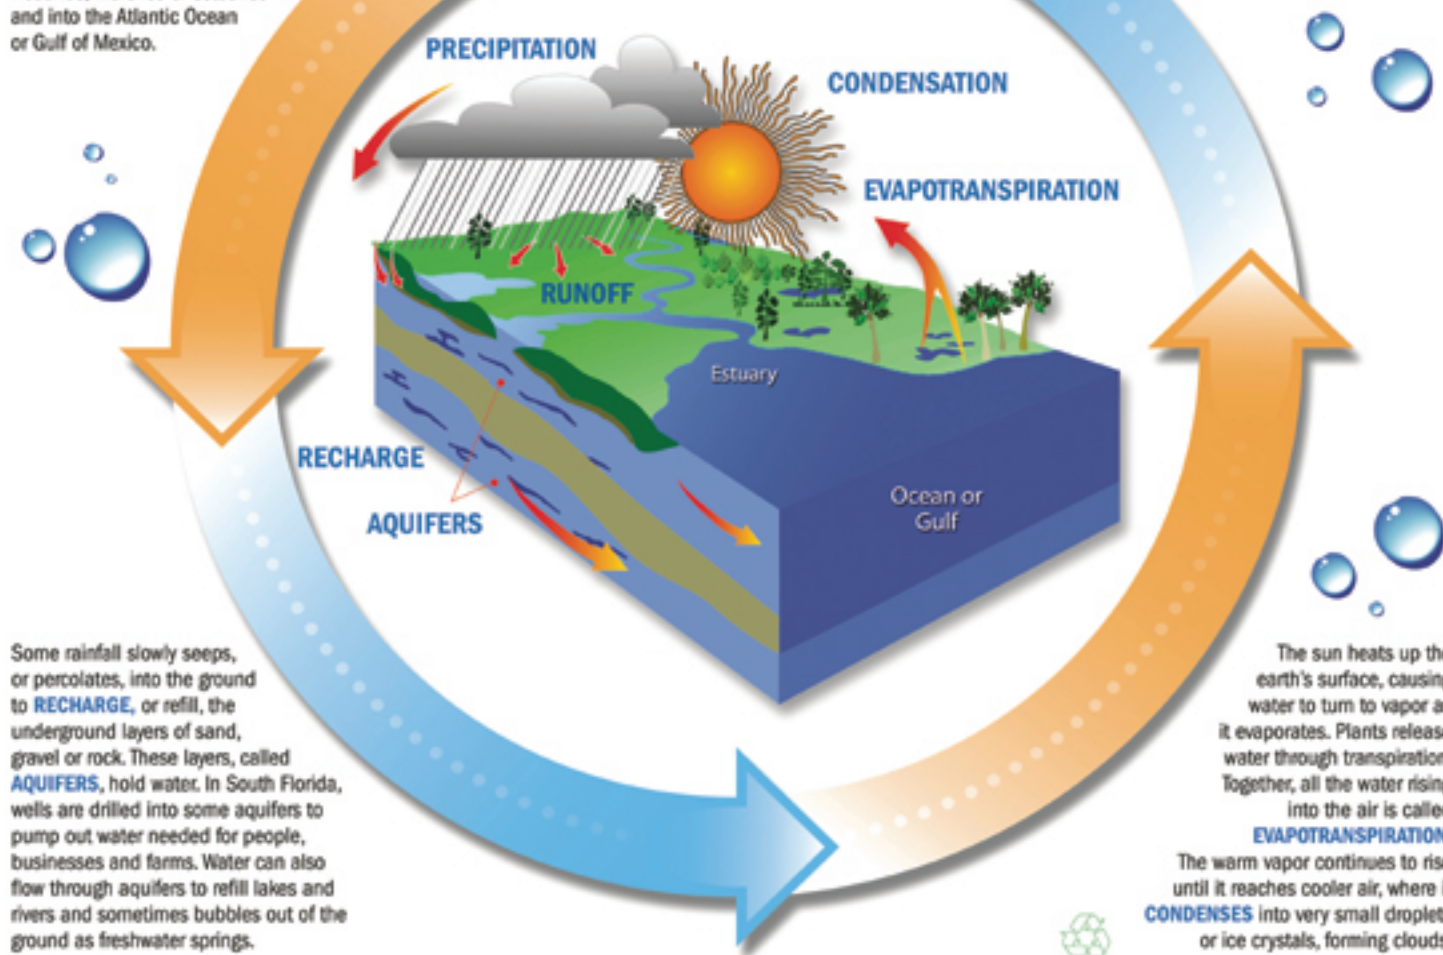 and into the Atlantic Ocean
or Gulf of Mexico.
PRECIPITATION
CONDENSATION
EVAPOTRANSPIRATION
RUNOFF
Estuary
RECHARGE
AQUIFERS
Ocean or
Gulf
Some rainfall slowly seeps,
or percolates, into the ground
to RECHARGE, or refill, the
underground layers of sand,
gravel or rock. These layers, called
AQUIFERS, hold water. In South Florida,
wells are drilled into some aquifers to
pump out water needed for people,
businesses and farms. Water can also
flow through aquifers to refill lakes and
rivers and sometimes bubbles out of the
ground as freshwater springs.
The sun heats up the
earth's surface, causing
water to turn to vapor a
it evaporates. Plants releas
water through transpiration
Together, all the water rising
into the air is calle
EVAPOTRANSPIRATION
The warm vapor continues to ris
until it reaches cooler air, where i
CONDENSES into very small droplet
or ice crystals, forming clouds